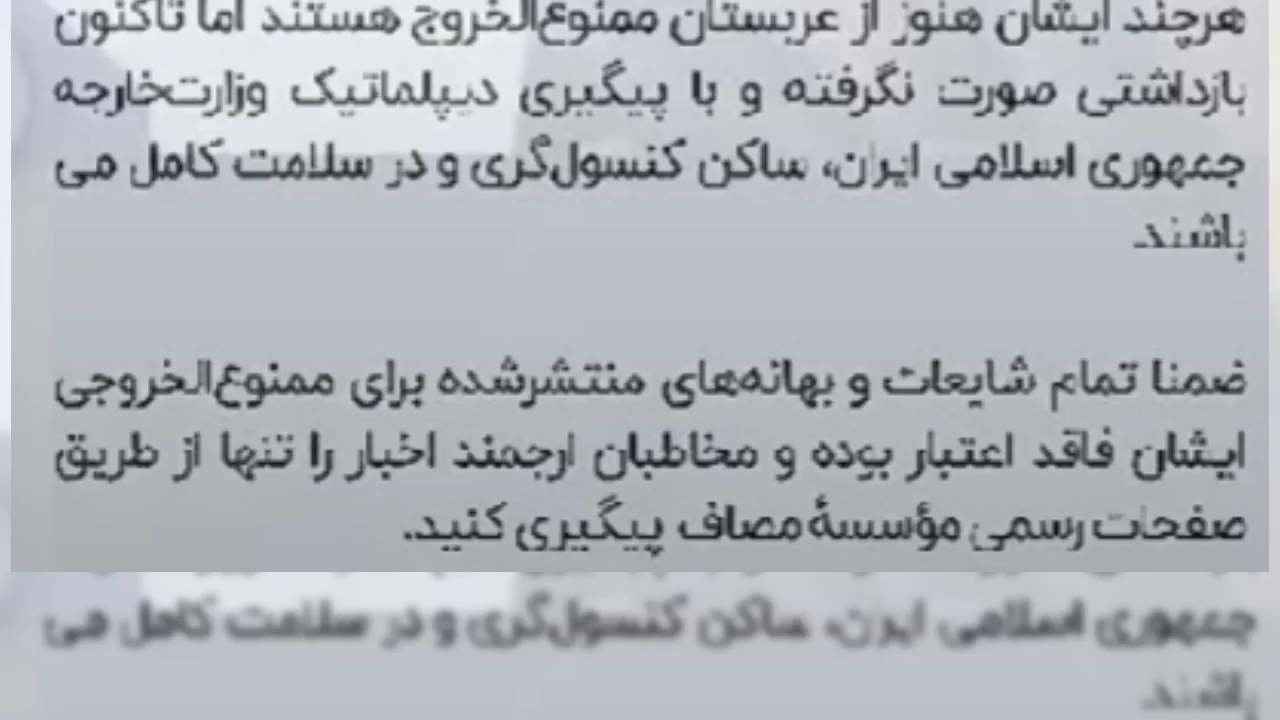 هرچند ایشان هنوز از عربستان ممنوع‌الخروج هستند اما تاکنون
بازداشتی صورت نگرفته و با پیگیری دیپلماتیک وزارت‌خارجه
جمهوری اسلامی ایران، ساکن کنسول‌گری و در سلامت کامل می
باشند.
ضمنا تمام شایعات و بهانه‌های منتشرشده برای ممنوع‌الخروجی
ایشان فاقد اعتبار بوده و مخاطبان ارجمند اخبار را تنها از طریق
صفحات رسمی مؤسسهٔ مصاف پیگیری کنید.
جمهوری اسلامی ایران، ساکن کنسول‌گری و در سلامت کامل می
باشند.